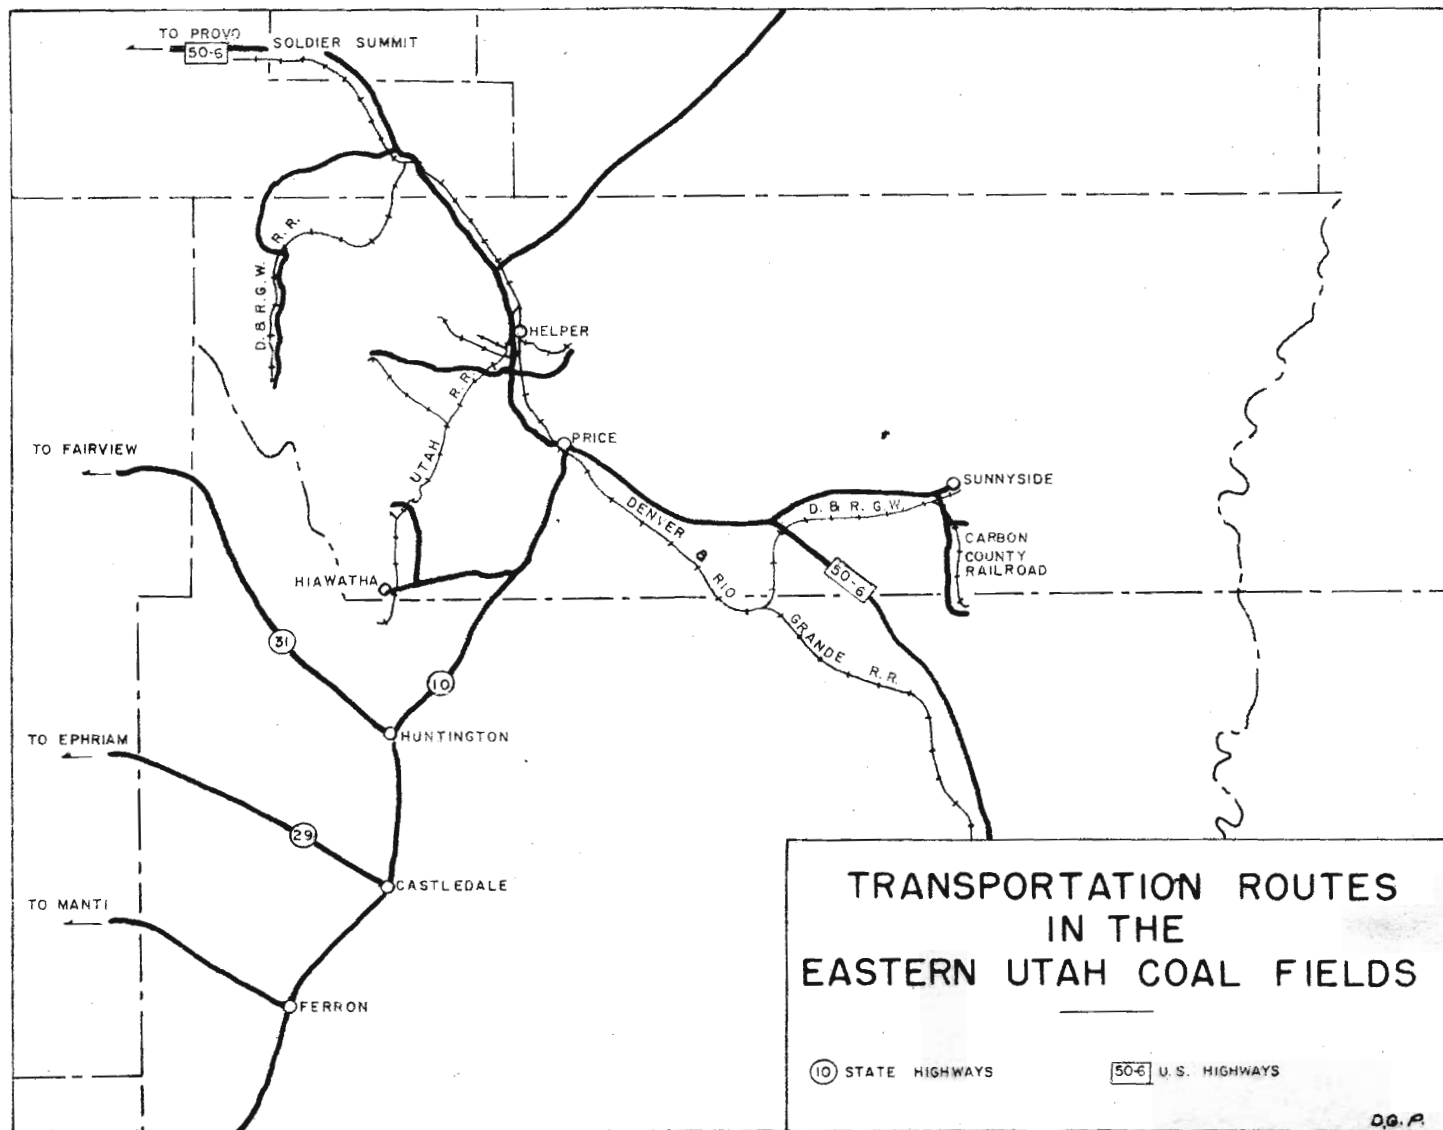 TO PROVO
50-6
SOLDIER SUMMIT
D. & R.G.W. R.R.
HELPER
UTAH R.R.
PRICE
TO FAIRVIEW
SUNNYSIDE
D. & R. G. W.
DENVER & RIO GRANDE R.R.
CARBON
COUNTY
RAILROAD
50-6
HIAWATHA
31
10
HUNTINGTON
TO EPHRIAM
29
CASTLEDALE
TO MANTI
FERRON
TRANSPORTATION ROUTES
IN THE
EASTERN UTAH COAL FIELDS
10 STATE HIGHWAYS
50-6 U.S. HIGHWAYS
D.G.P.